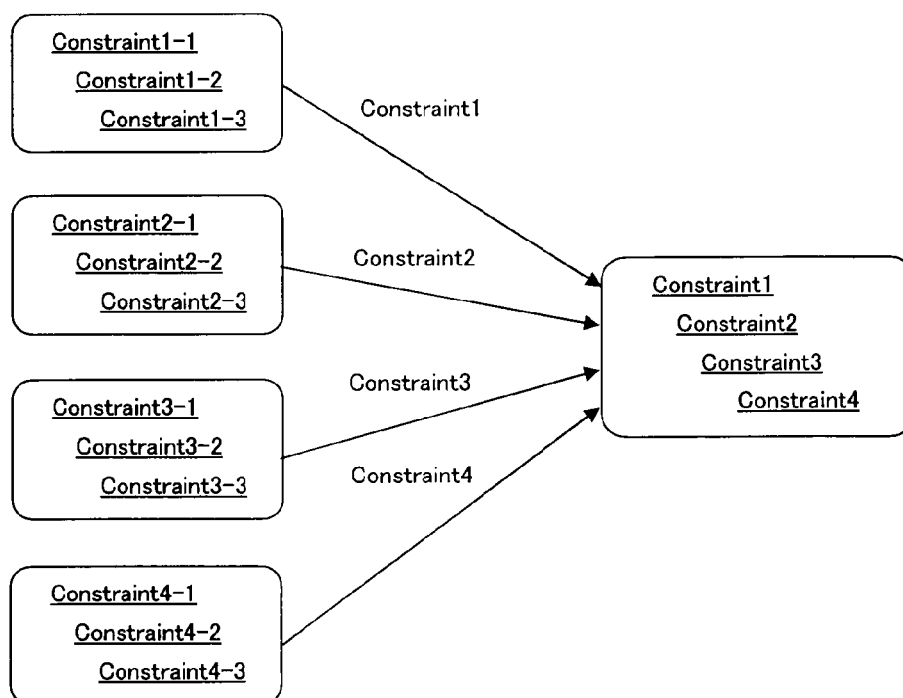 Constraint1-1
Constraint1-2
Constraint1-3
Constraint1
Constraint2-1
Constraint2-2
Constraint2-3
Constraint2
Constraint3-1
Constraint3-2
Constraint3-3
Constraint3
Constraint4-1
Constraint4-2
Constraint4-3
Constraint4
Constraint1
Constraint2
Constraint3
Constraint4